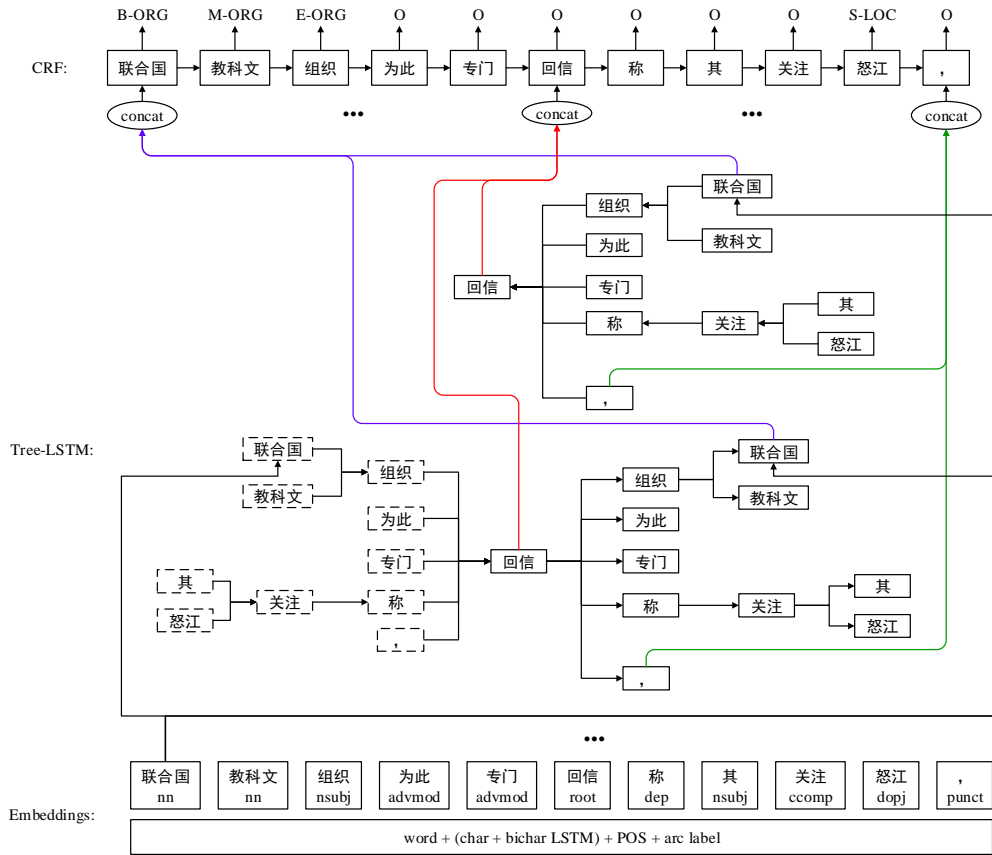 B-ORG M-ORG E-ORG O O O O O O S-LOC O
CRF: 联合国 教科文 组织 为此 专门 回信 称 其 关注 怒江 ，
concat ••• concat ••• concat
联合国
组织
教科文
为此
回信 专门
其
称 关注
怒江
，
Tree-LSTM:
联合国 联合国
组织 组织
教科文 教科文
为此 为此
专门 回信 专门
其 其
关注 称 称 关注
怒江 怒江
， ，
•••
Embeddings:
联合国 教科文 组织 为此 专门 回信 称 其 关注 怒江 ，
nn nn nsubj advmod advmod root dep nsubj ccomp dopj punct
word + (char + bichar LSTM) + POS + arc label